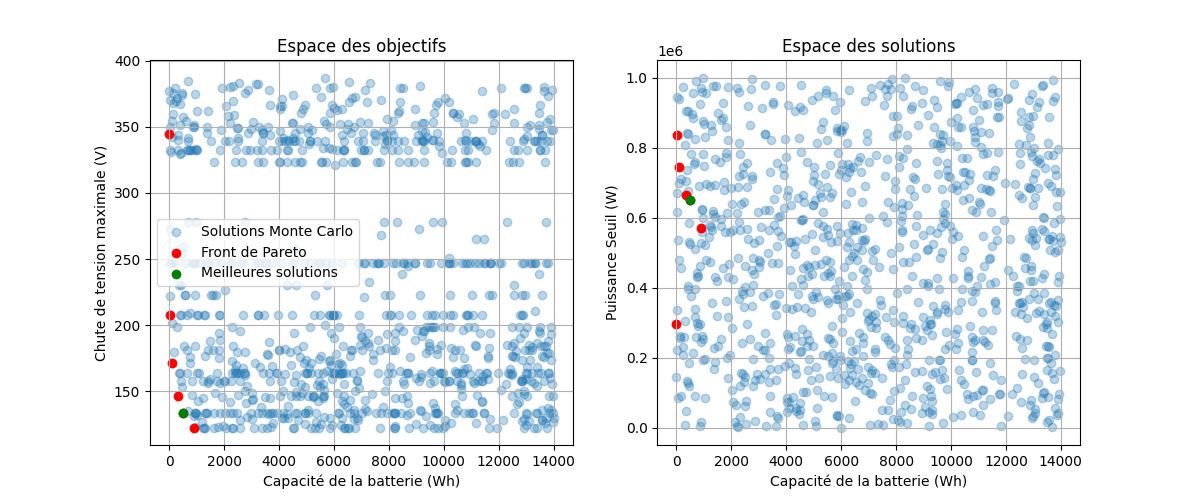 Espace des objectifs
Chute de tension maximale (V)
400
350
300
250
200
150
Solutions Monte Carlo
Front de Pareto
Meilleures solutions
0 2000 4000 6000 8000 10000 12000 14000
Capacité de la batterie (Wh)
Espace des solutions
1e6
Puissance Seuil (W)
1.0
0.8
0.6
0.4
0.2
0.0
0 2000 4000 6000 8000 10000 12000 14000
Capacité de la batterie (Wh)